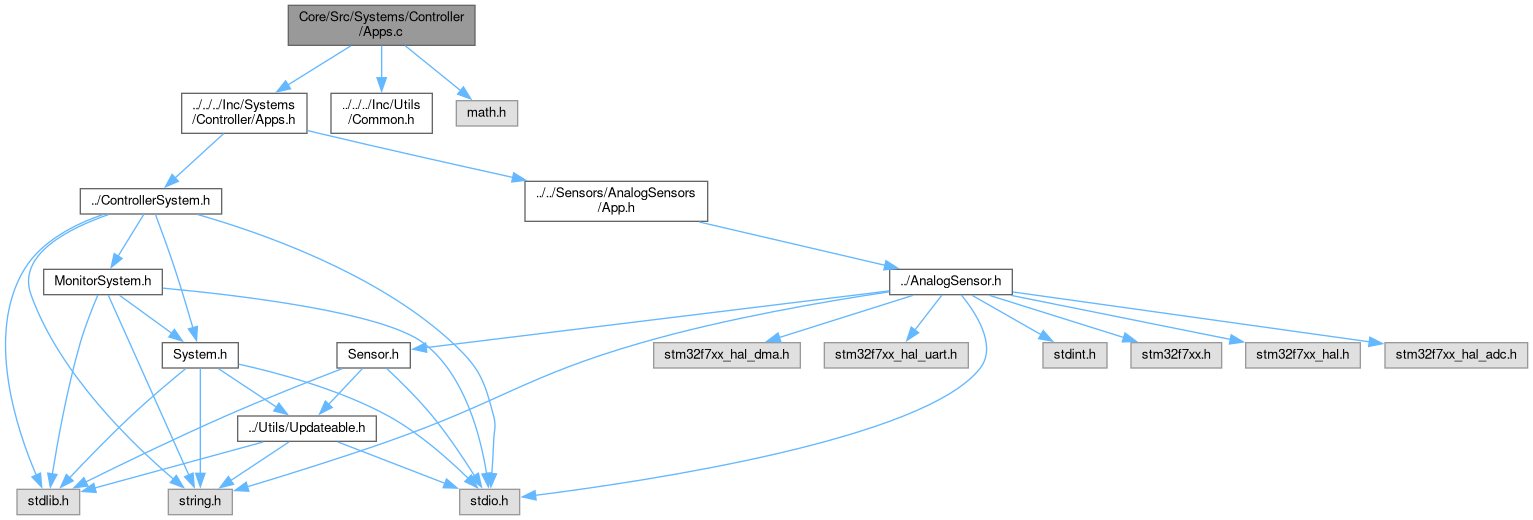 Core/Src/Systems/Controller
/Apps.c
../../../Inc/Systems
/Controller/Apps.h
../../../Inc/Utils
/Common.h
math.h
../ControllerSystem.h
../../Sensors/AnalogSensors
/App.h
MonitorSystem.h
../AnalogSensor.h
System.h
Sensor.h
stm32f7xx_hal_dma.h
stm32f7xx_hal_uart.h
stdint.h
stm32f7xx.h
stm32f7xx_hal.h
stm32f7xx_hal_adc.h
../Utils/Updateable.h
stdlib.h
string.h
stdio.h